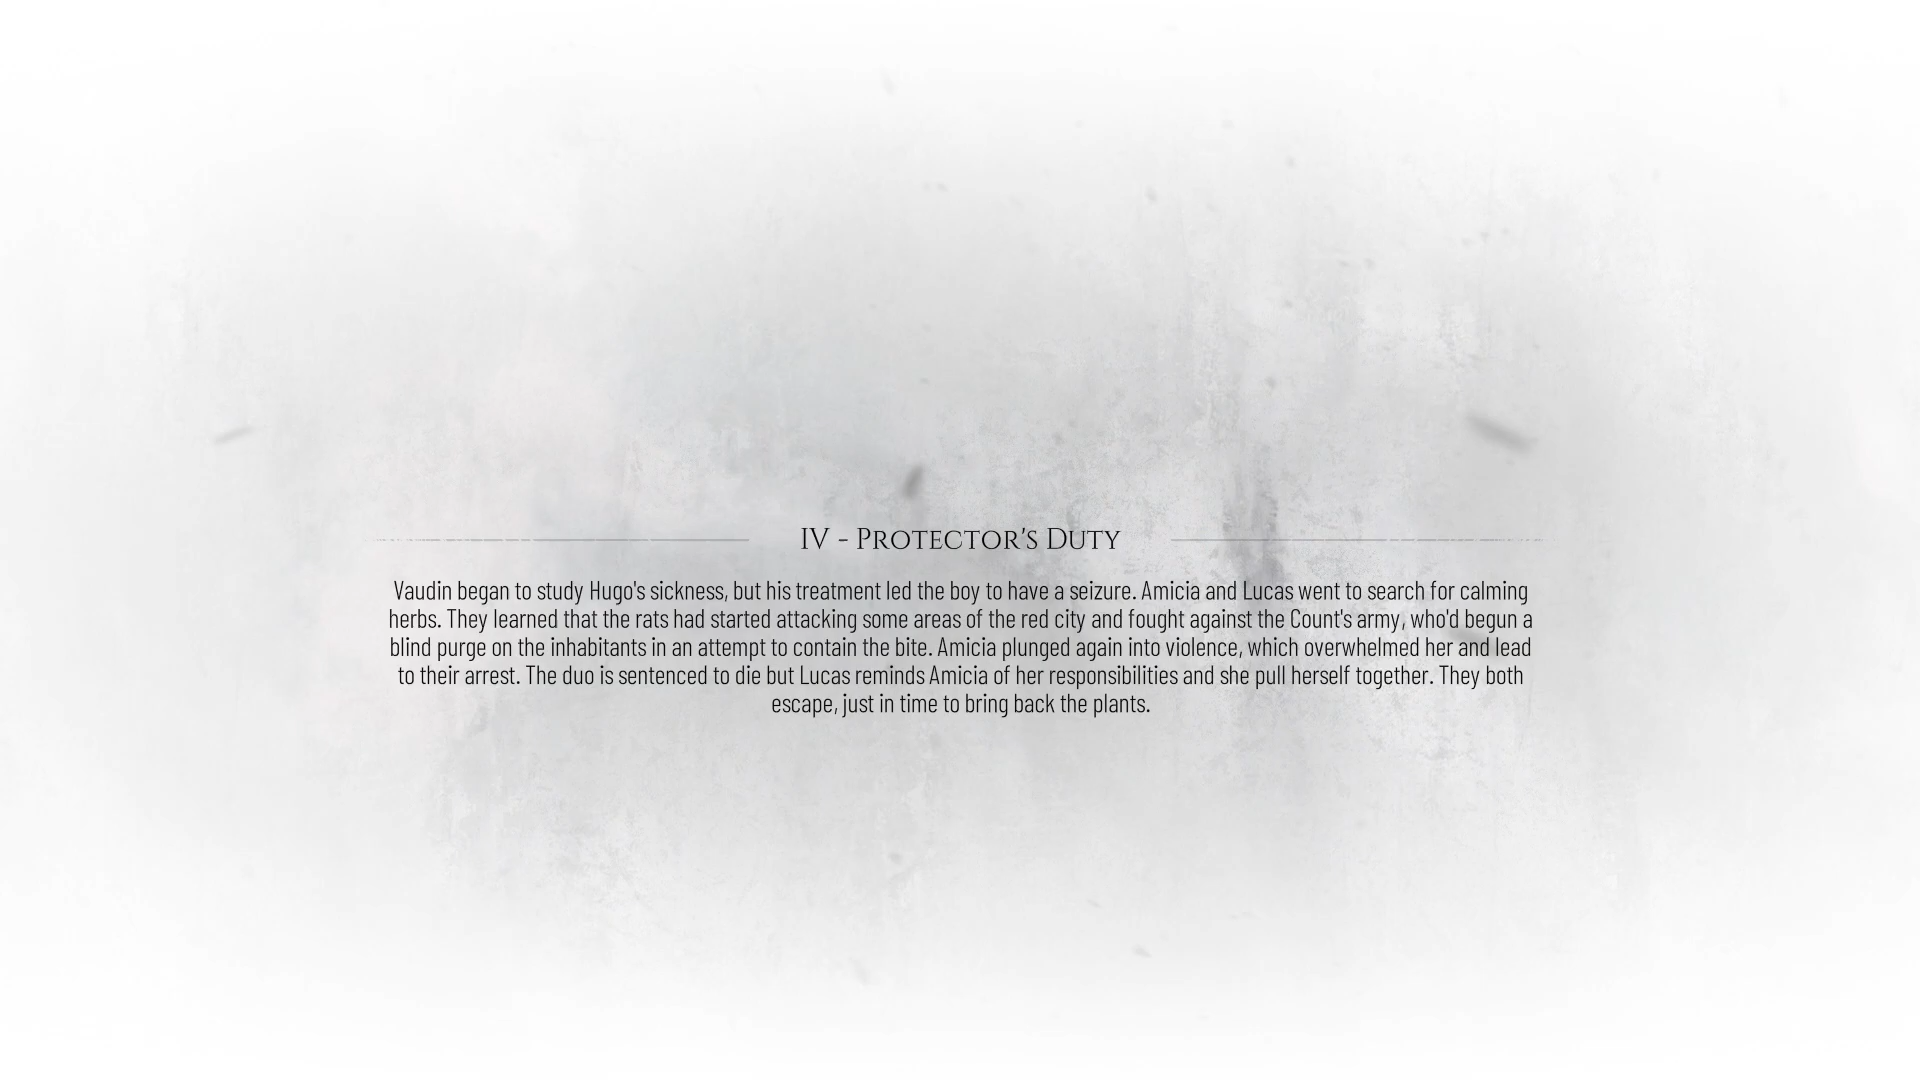 IV - Protector's Duty
Vaudin began to study Hugo's sickness, but his treatment led the boy to have a seizure. Amicia and Lucas went to search for calming
herbs. They learned that the rats had started attacking some areas of the red city and fought against the Count's army, who'd begun a
blind purge on the inhabitants in an attempt to contain the bite. Amicia plunged again into violence, which overwhelmed her and lead
to their arrest. The duo is sentenced to die but Lucas reminds Amicia of her responsibilities and she pull herself together. They both
escape, just in time to bring back the plants.